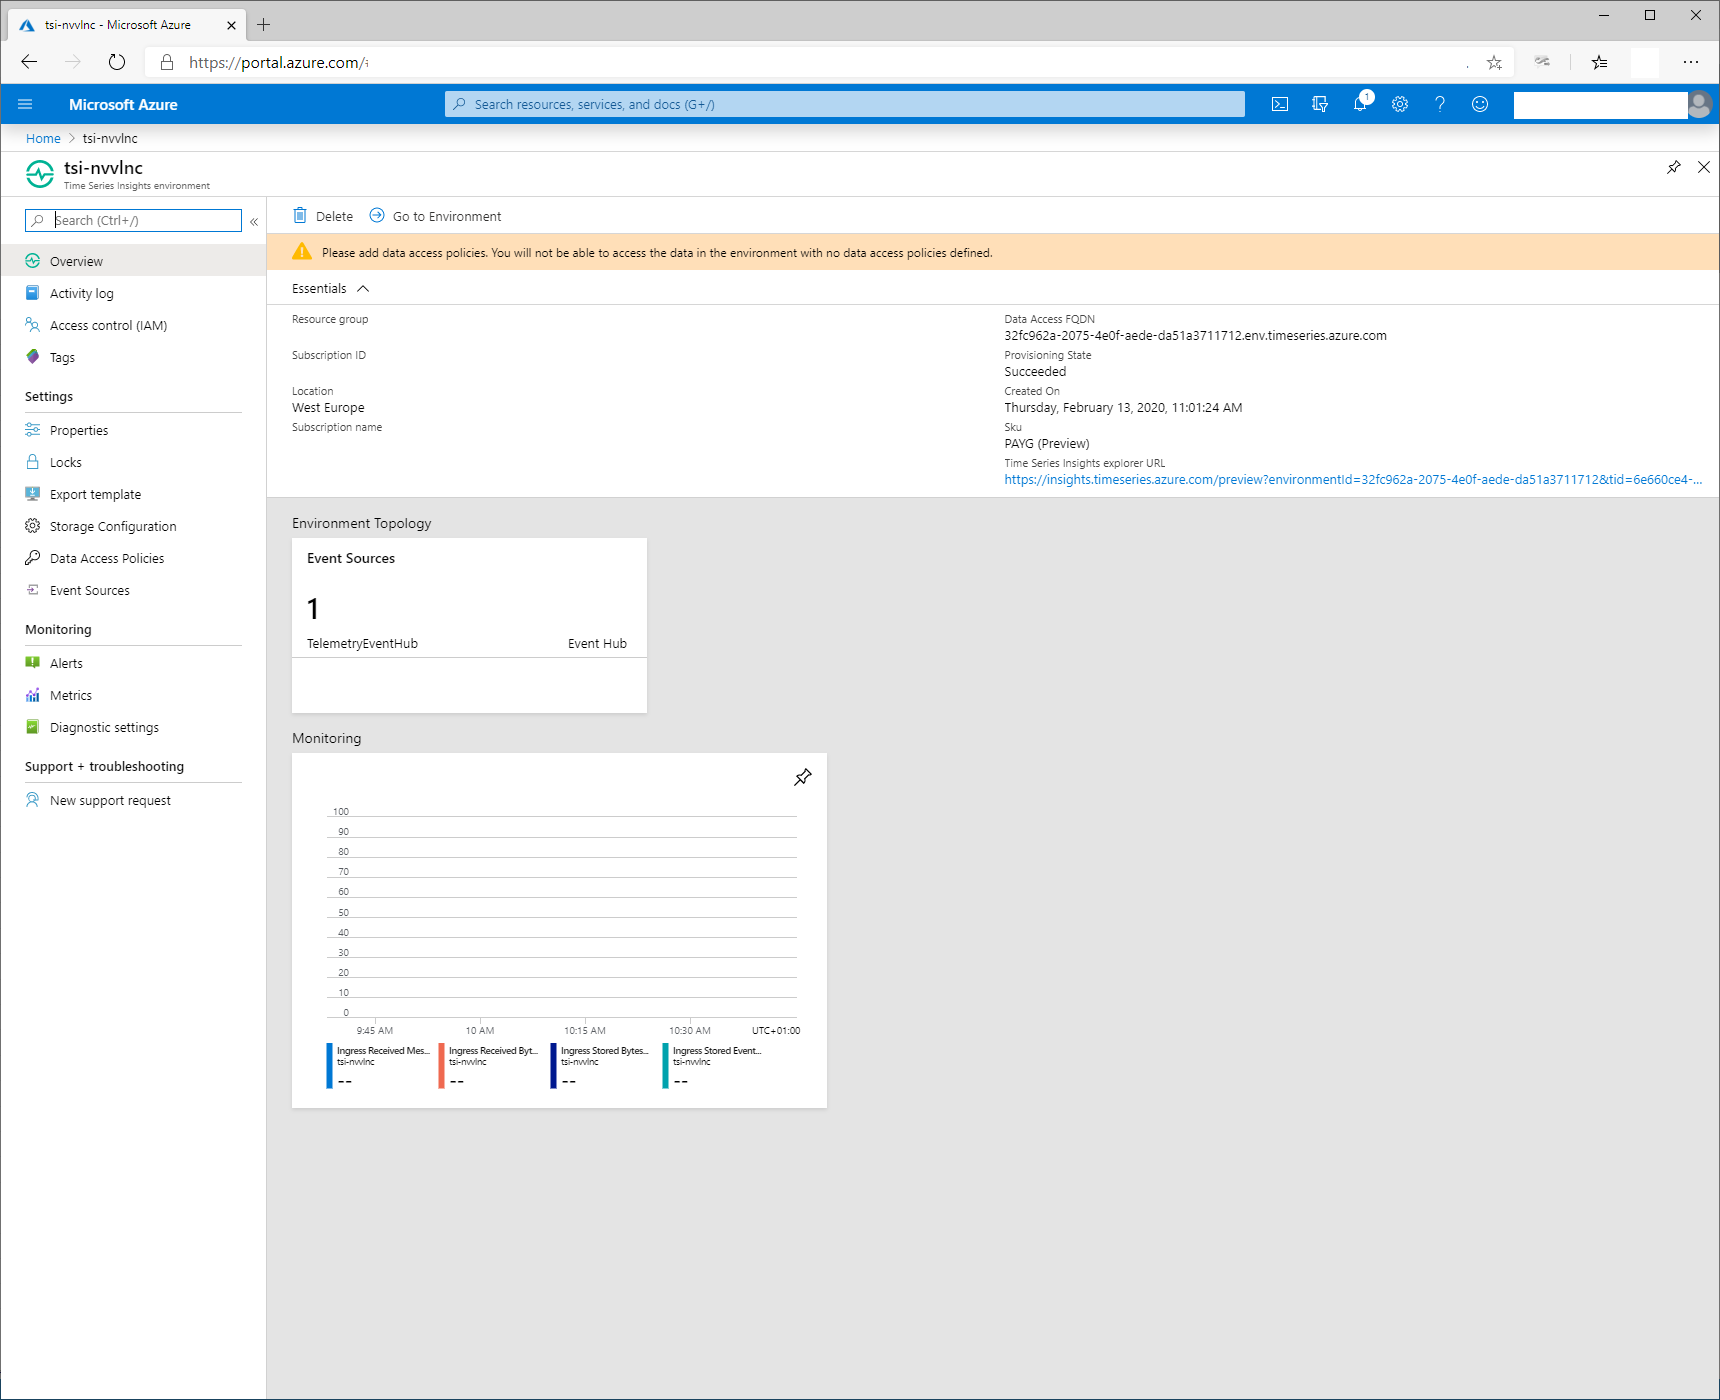 tsi-nvvlnc - Microsoft Azure
https://portal.azure.com/
Microsoft Azure
Search resources, services, and docs (G+/)
1
Home > tsi-nvvlnc
tsi-nvvlnc
Time Series Insights environment
Search (Ctrl+/)
«
Overview
Activity log
Access control (IAM)
Tags
Settings
Properties
Locks
Export template
Storage Configuration
Data Access Policies
Event Sources
Monitoring
Alerts
Metrics
Diagnostic settings
Support + troubleshooting
New support request
Delete
Go to Environment
Please add data access policies. You will not be able to access the data in the environment with no data access policies defined.
Essentials
Resource group
Subscription ID
Location
West Europe
Subscription name
Data Access FQDN
32fc962a-2075-4e0f-aede-da51a3711712.env.timeseries.azure.com
Provisioning State
Succeeded
Created On
Thursday, February 13, 2020, 11:01:24 AM
Sku
PAYG (Preview)
Time Series Insights explorer URL
https://insights.timeseries.azure.com/preview?environmentId=32fc962a-2075-4e0f-aede-da51a3711712&tid=6e660ce4-...
Environment Topology
Event Sources
1
TelemetryEventHub Event Hub
Monitoring
100
90
80
70
60
50
40
30
20
10
0
9:45 AM 10 AM 10:15 AM 10:30 AM UTC+01:00
Ingress Received Mes...
tsi-nvvlnc
--
Ingress Received Byt...
tsi-nvvlnc
--
Ingress Stored Bytes...
tsi-nvvlnc
--
Ingress Stored Event...
tsi-nvvlnc
--